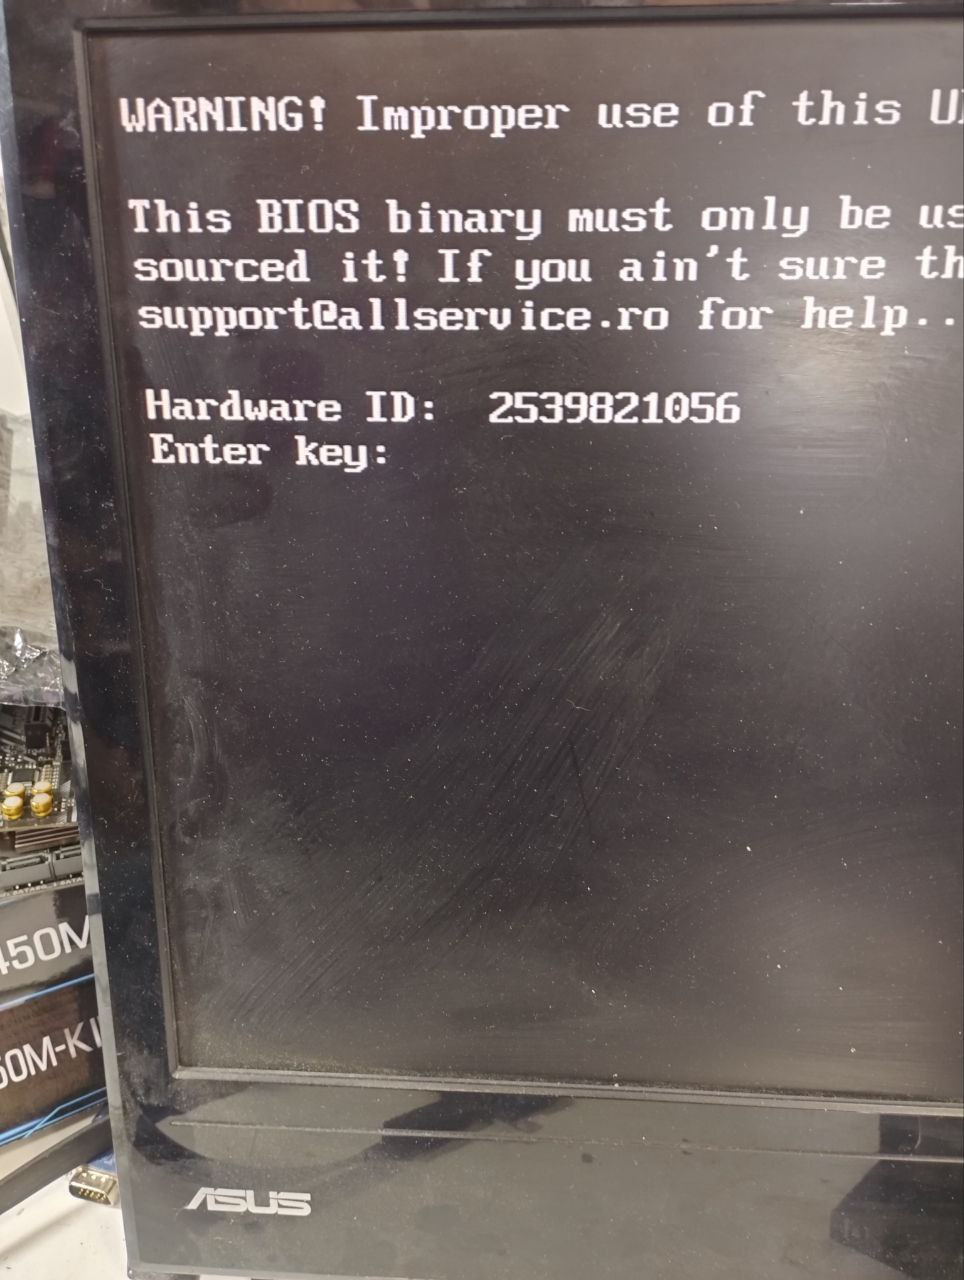 WARNING! Improper use of this
This BIOS binary must only be
sourced it! If you ain't sure
support@allservice.ro for help..
Hardware ID: 2539821056
Enter key:
450M
ASUS